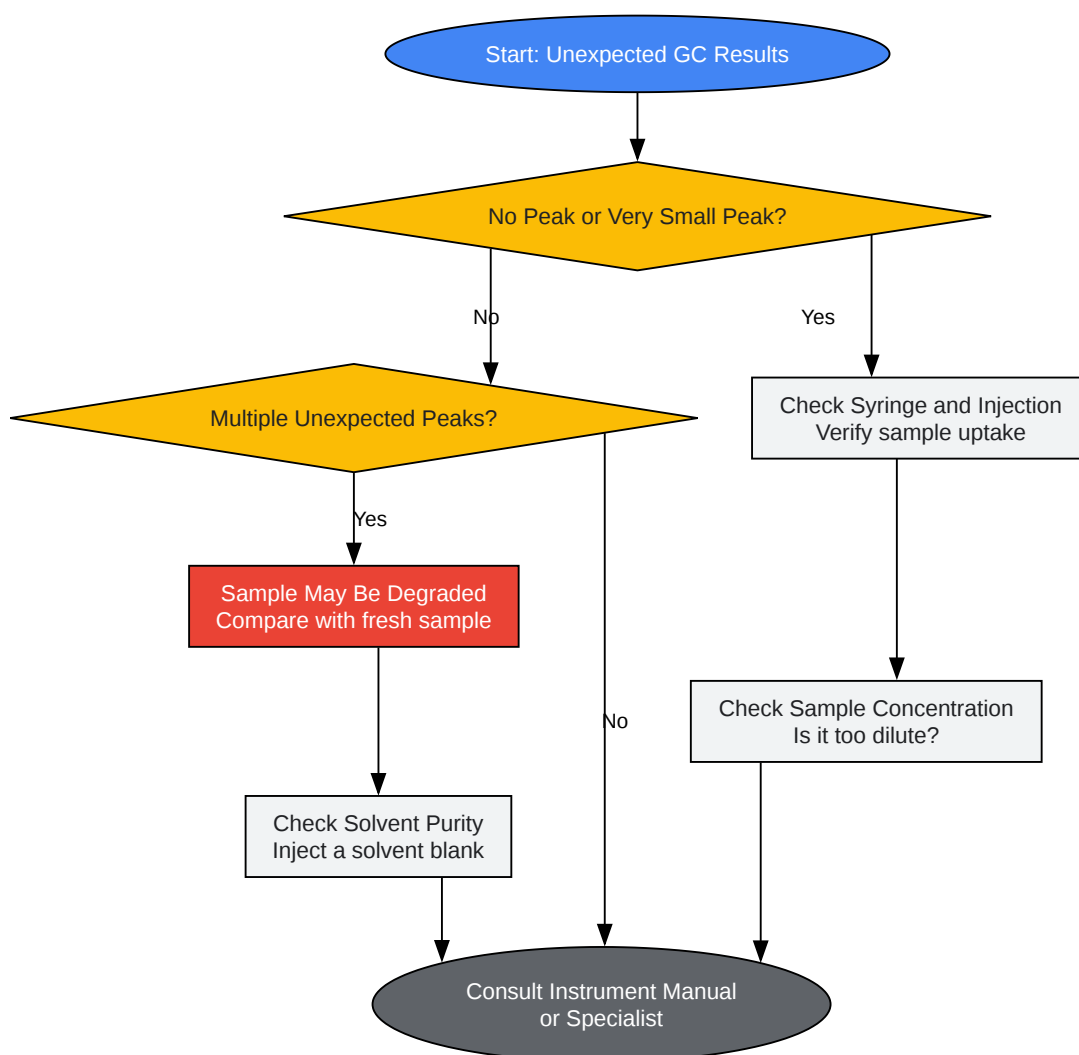 Start: Unexpected GC Results
No Peak or Very Small Peak?
No
Yes
Multiple Unexpected Peaks?
Check Syringe and Injection
Verify sample uptake
Yes
Sample May Be Degraded
Compare with fresh sample
No
Check Sample Concentration
Is it too dilute?
Check Solvent Purity
Inject a solvent blank
Consult Instrument Manual
or Specialist